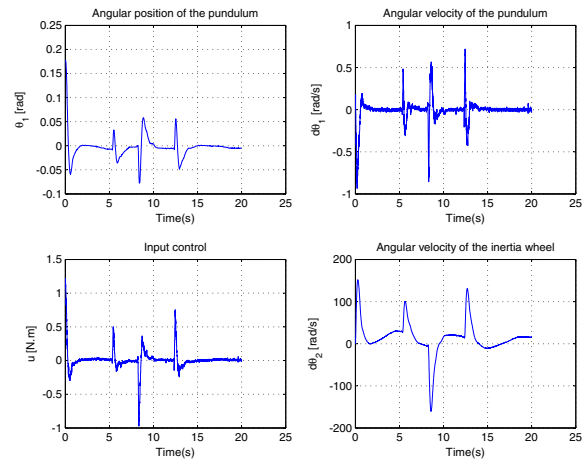 Angular position of the pundulum
0.25
0.2
0.15
0.1
0.05
0
-0.05
-0.1
θ1 [rad]
0 5 10 15 20 25
Time(s)
Angular velocity of the pundulum
1
0.5
0
-0.5
-1
dθ1 [rad/s]
0 5 10 15 20 25
Time(s)
Input control
1.5
1
0.5
0
-0.5
-1
u [N.m]
0 5 10 15 20 25
Time(s)
Angular velocity of the inertia wheel
200
100
0
-100
-200
dθ2 [rad/s]
0 5 10 15 20 25
Time(s)